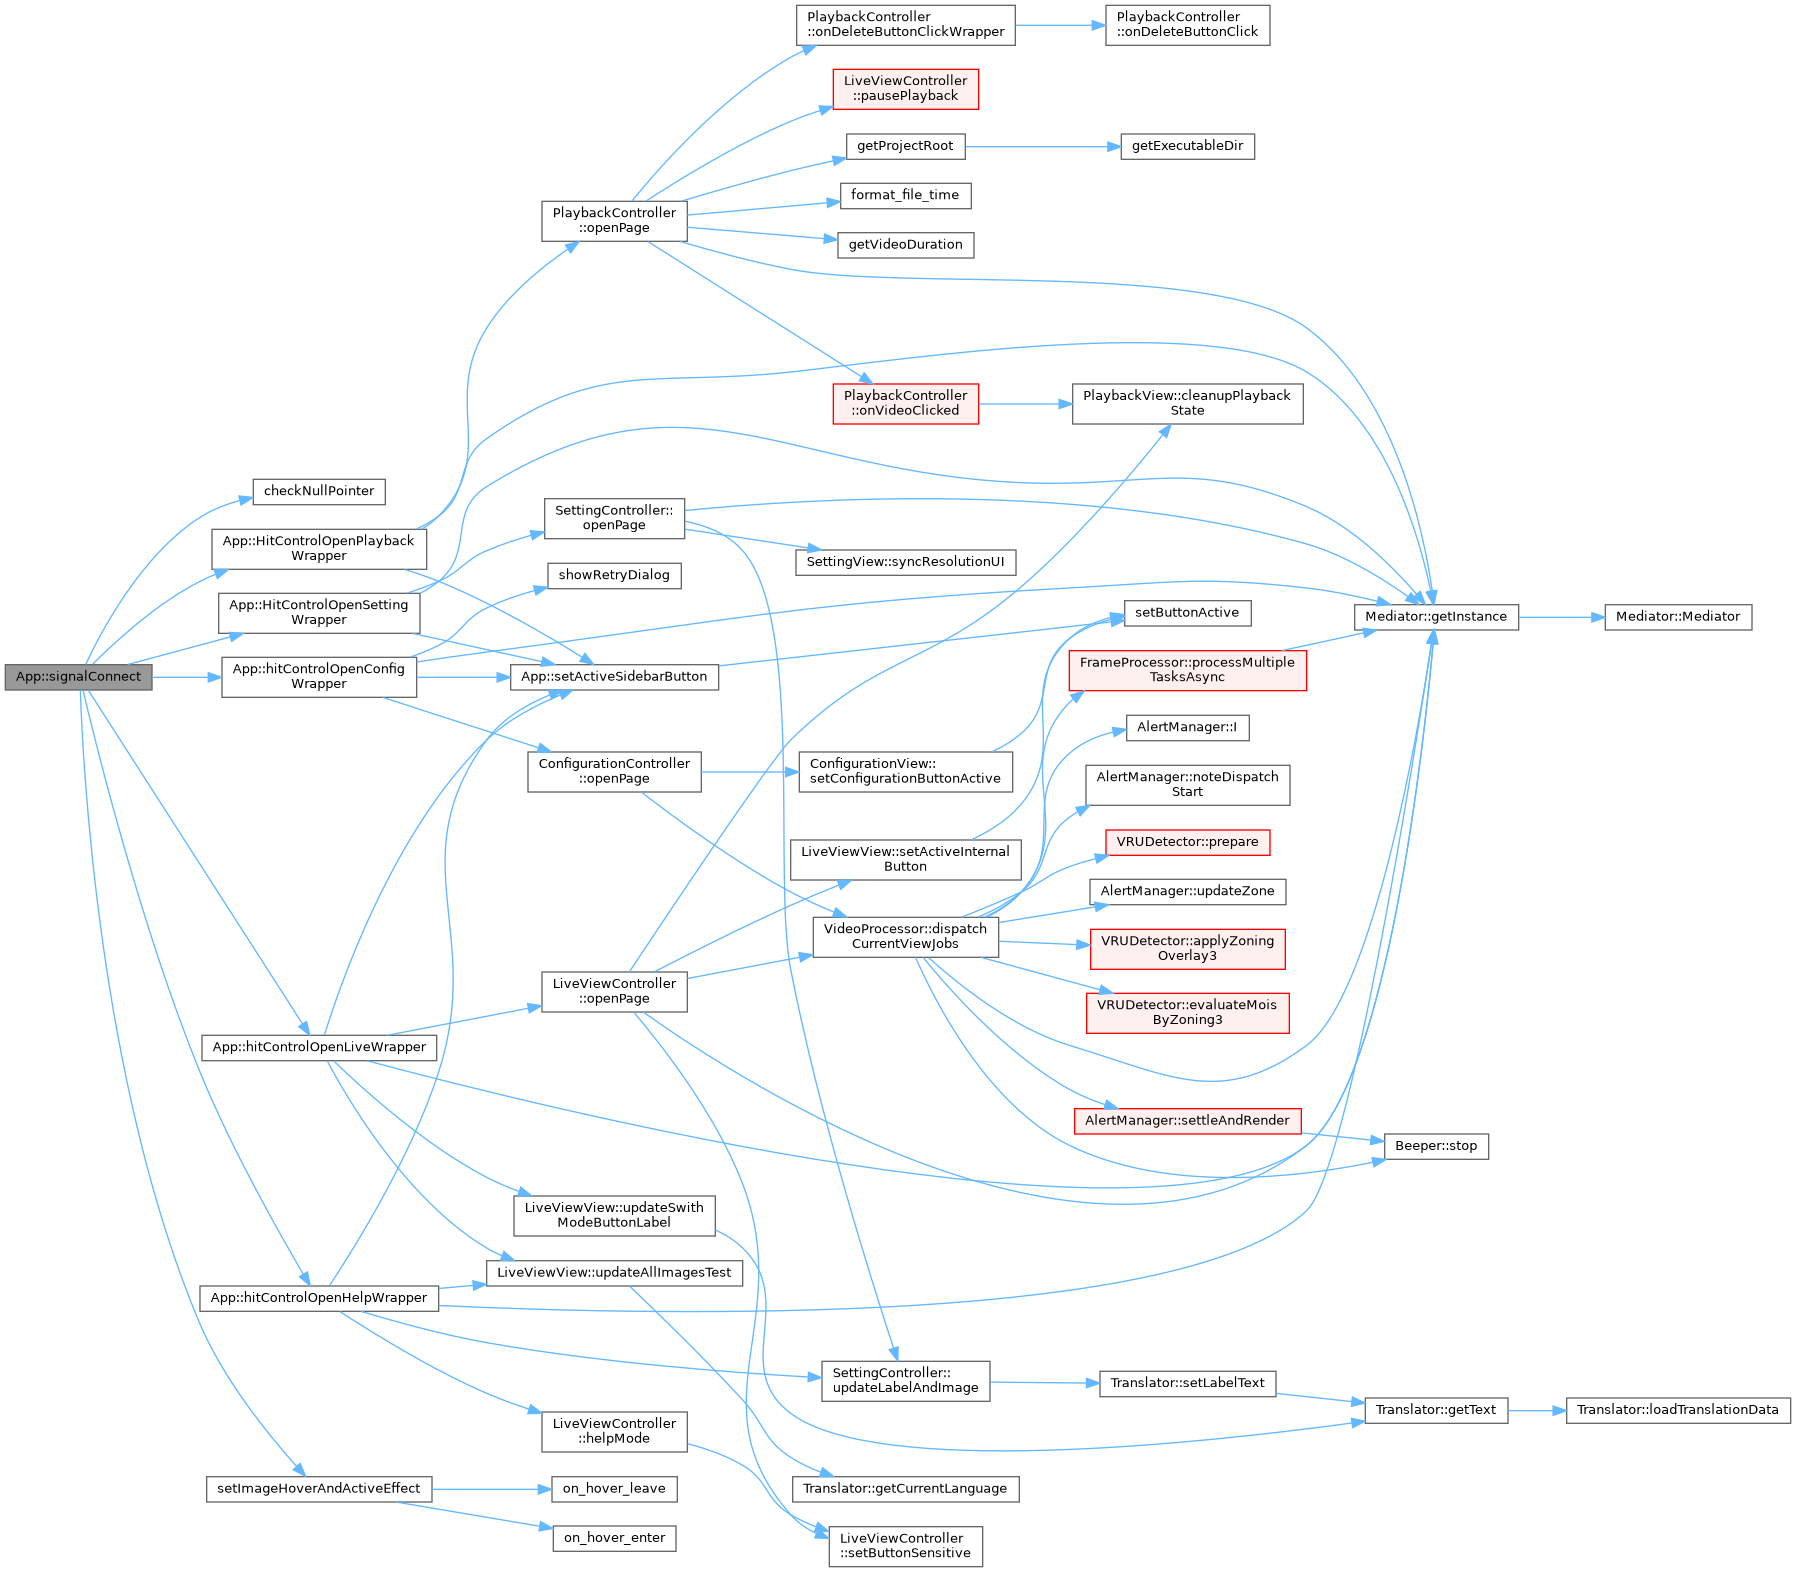 PlaybackController
::onDeleteButtonClickWrapper
PlaybackController
::onDeleteButtonClick
LiveViewController
::pausePlayback
getProjectRoot
getExecutableDir
format_file_time
PlaybackController
::openPage
getVideoDuration
PlaybackController
::onVideoClicked
PlaybackView::cleanupPlayback
State
checkNullPointer
App::HitControlOpenPlayback
Wrapper
SettingController::
openPage
SettingView::syncResolutionUI
showRetryDialog
App::HitControlOpenSetting
Wrapper
setButtonActive
Mediator::getInstance
Mediator::Mediator
App::signalConnect
App::hitControlOpenConfig
Wrapper
App::setActiveSidebarButton
FrameProcessor::processMultiple
TasksAsync
AlertManager::I
ConfigurationController
::openPage
ConfigurationView::
setConfigurationButtonActive
AlertManager::noteDispatch
Start
VRUDetector::prepare
LiveViewView::setActiveInternal
Button
AlertManager::updateZone
VideoProcessor::dispatch
CurrentViewJobs
VRUDetector::applyZoning
Overlay3
LiveViewController
::openPage
VRUDetector::evaluateMois
ByZoning3
App::hitControlOpenLiveWrapper
AlertManager::settleAndRender
Beeper::stop
LiveViewView::updateSwith
ModeButtonLabel
LiveViewView::updateAllImagesTest
App::hitControlOpenHelpWrapper
SettingController::
updateLabelAndImage
Translator::setLabelText
Translator::getText
Translator::loadTranslationData
LiveViewController
::helpMode
setImageHoverAndActiveEffect
on_hover_leave
Translator::getCurrentLanguage
on_hover_enter
LiveViewController
::setButtonSensitive